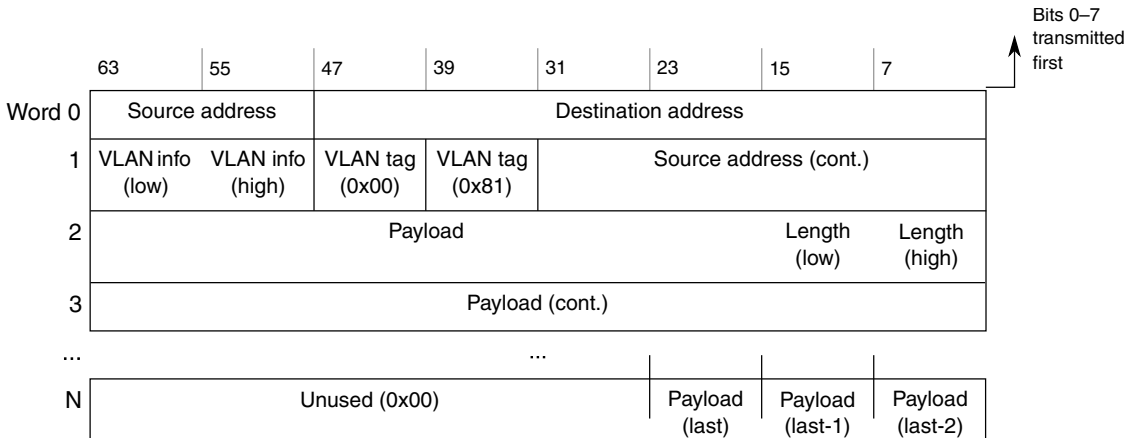 Bits 0–7
transmitted
first
63 55 47 39 31 23 15 7
Word 0 Source address Destination address
1 VLAN info VLAN info VLAN tag VLAN tag Source address (cont.)
(low) (high) (0x00) (0x81)
2 Payload Length Length
(low) (high)
3 Payload (cont.)
... ...
N Unused (0x00) Payload Payload Payload
(last) (last-1) (last-2)